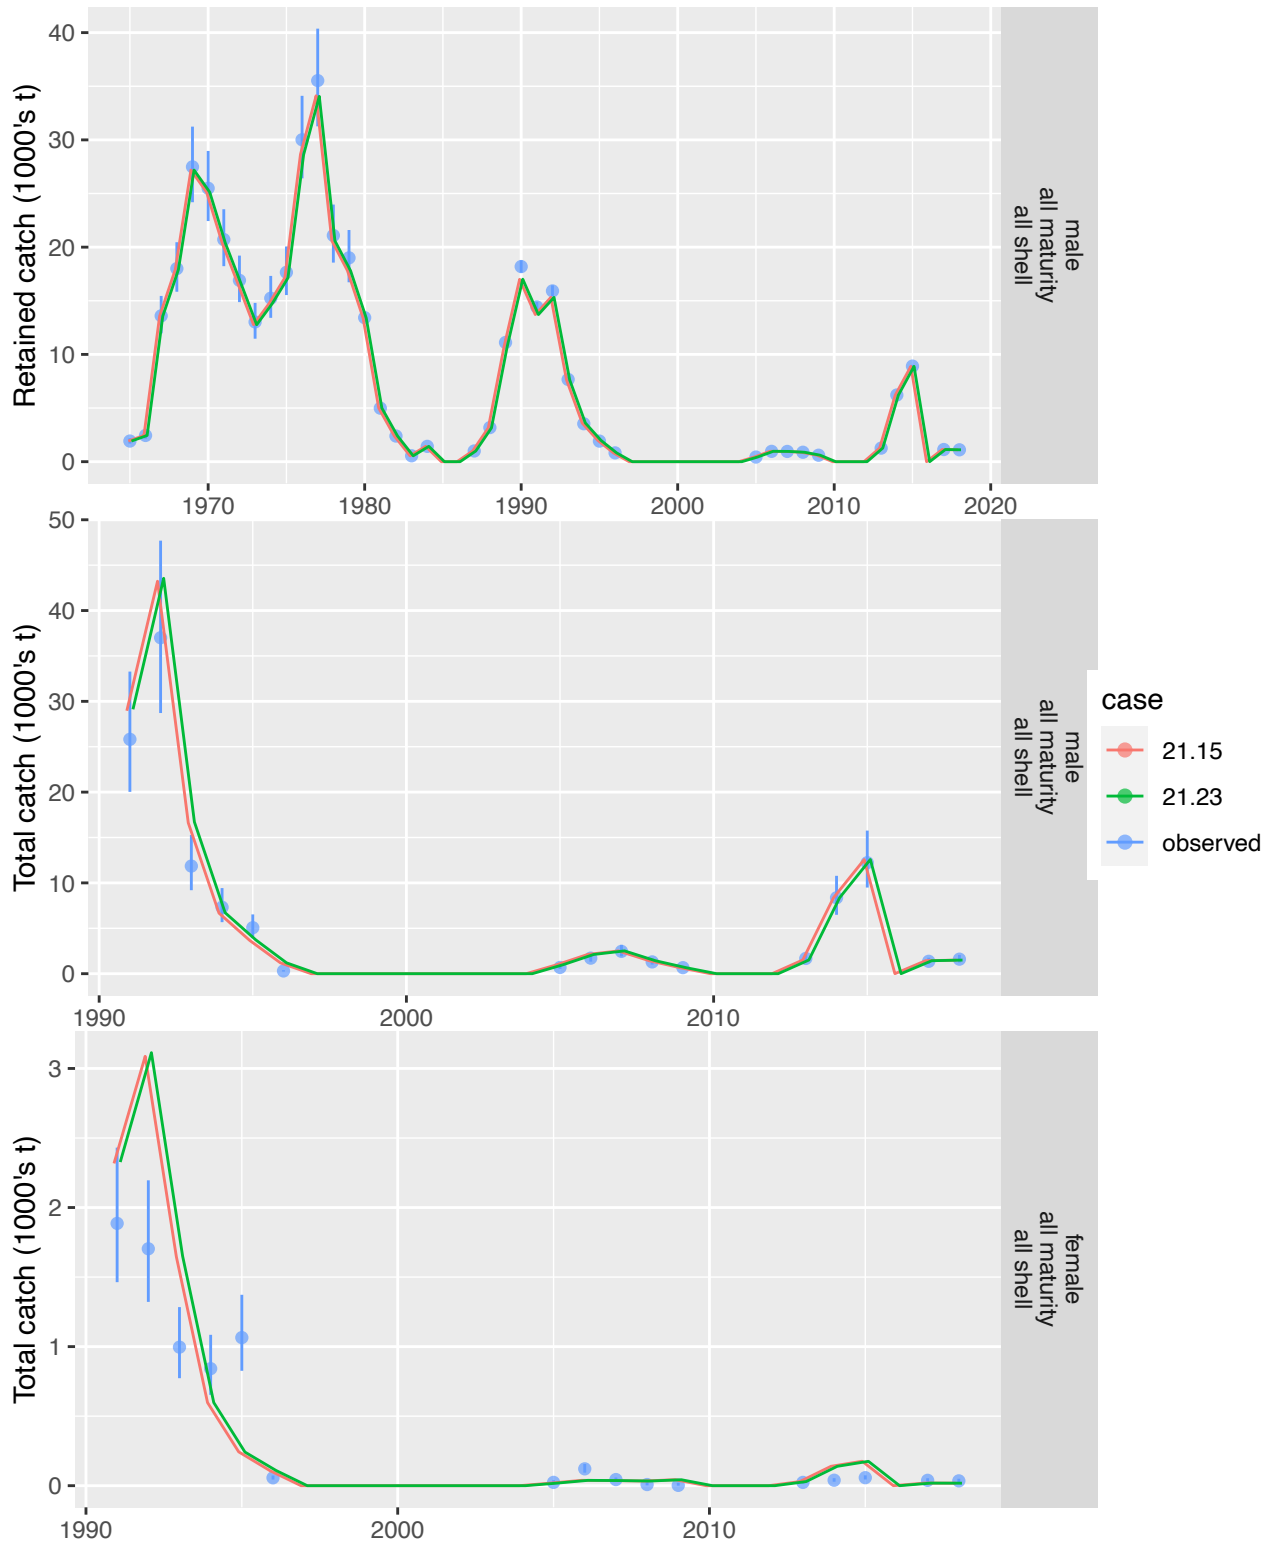 Retained catch (1000's t)
40
30
20
10
0
1970 1980 1990 2000 2010 2020
male
all maturity
all shell
Total catch (1000's t)
50
40
30
20
10
0
1990 2000 2010
male
all maturity
all shell
case
21.15
21.23
observed
Total catch (1000's t)
3
2
1
0
1990 2000 2010
female
all maturity
all shell